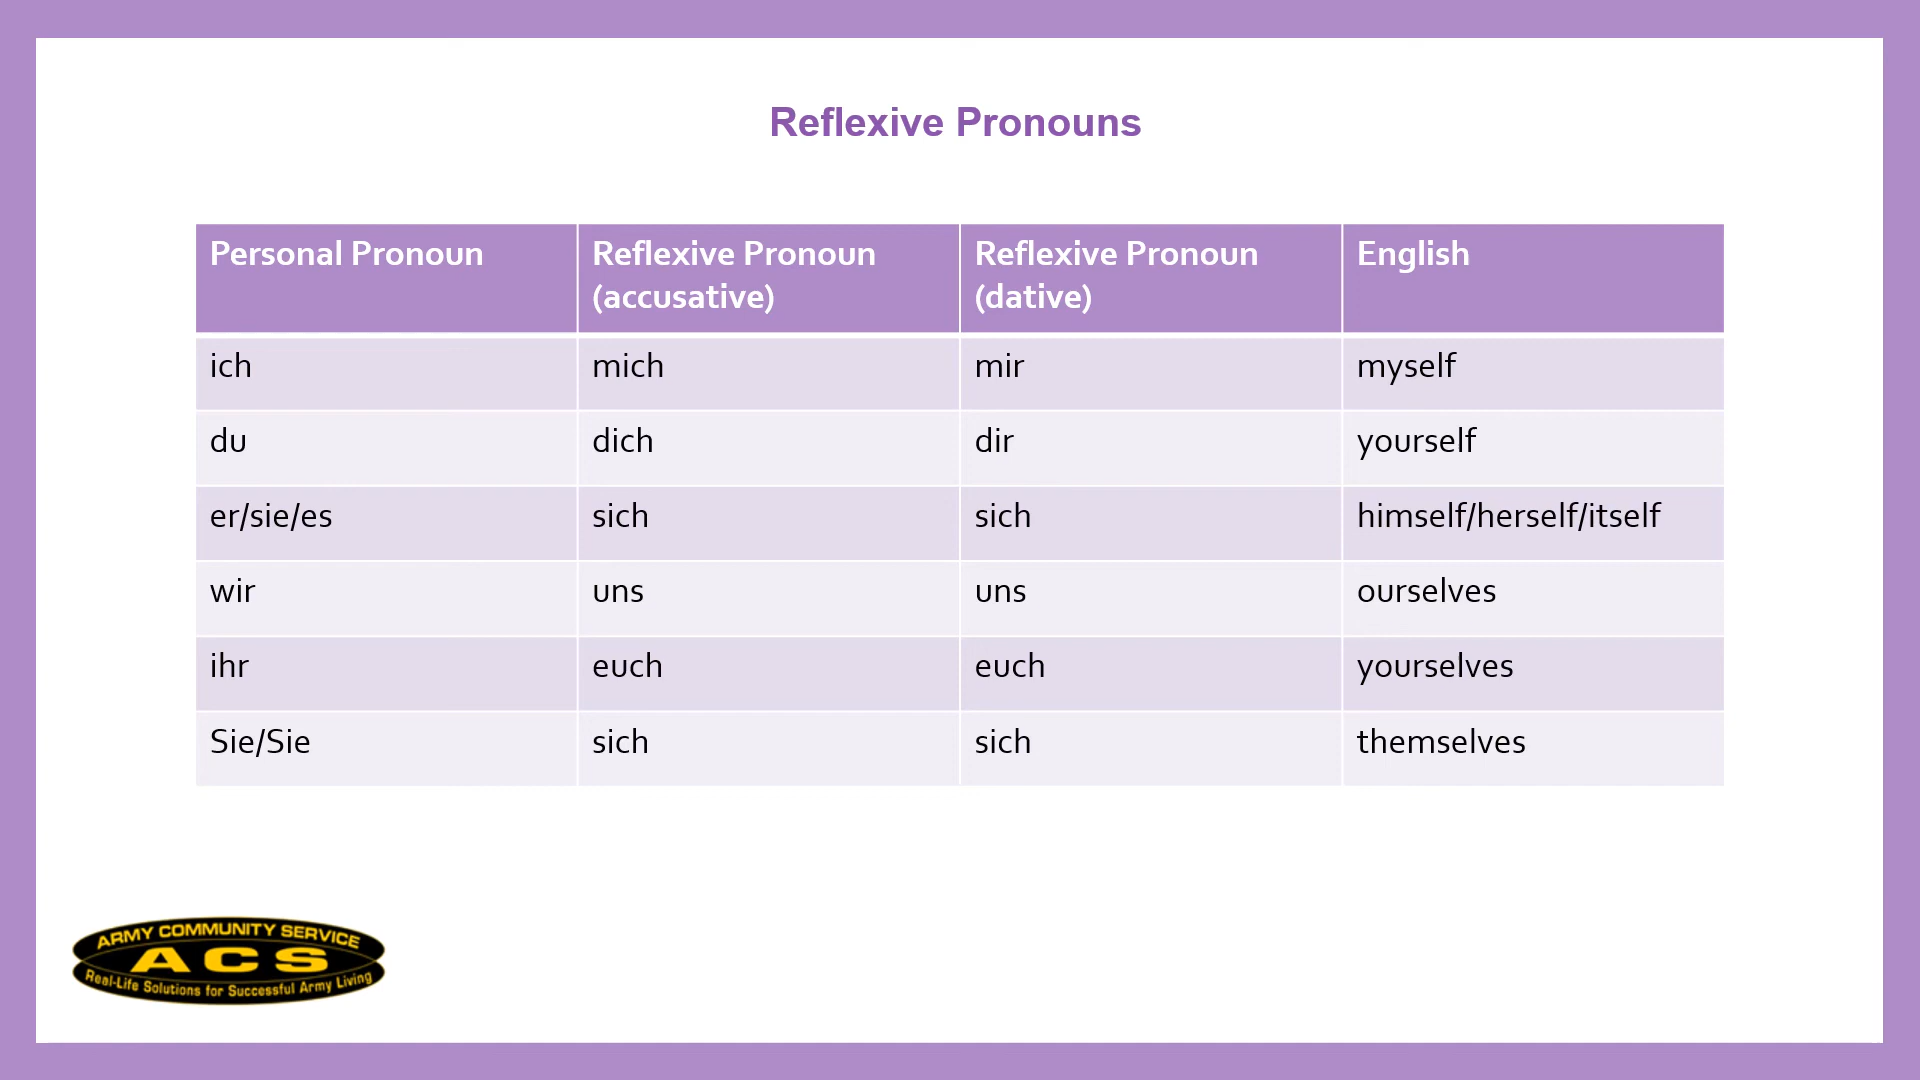 Reflexive Pronouns
Personal Pronoun
Reflexive Pronoun (accusative)
Reflexive Pronoun (dative)
English
ich mich mir myself
du dich dir yourself
er/sie/es sich sich himself/herself/itself
wir uns uns ourselves
ihr euch euch yourselves
Sie/Sie sich sich themselves
ARMY COMMUNITY SERVICE
ACS
Real-Life Solutions for Successful Army Living